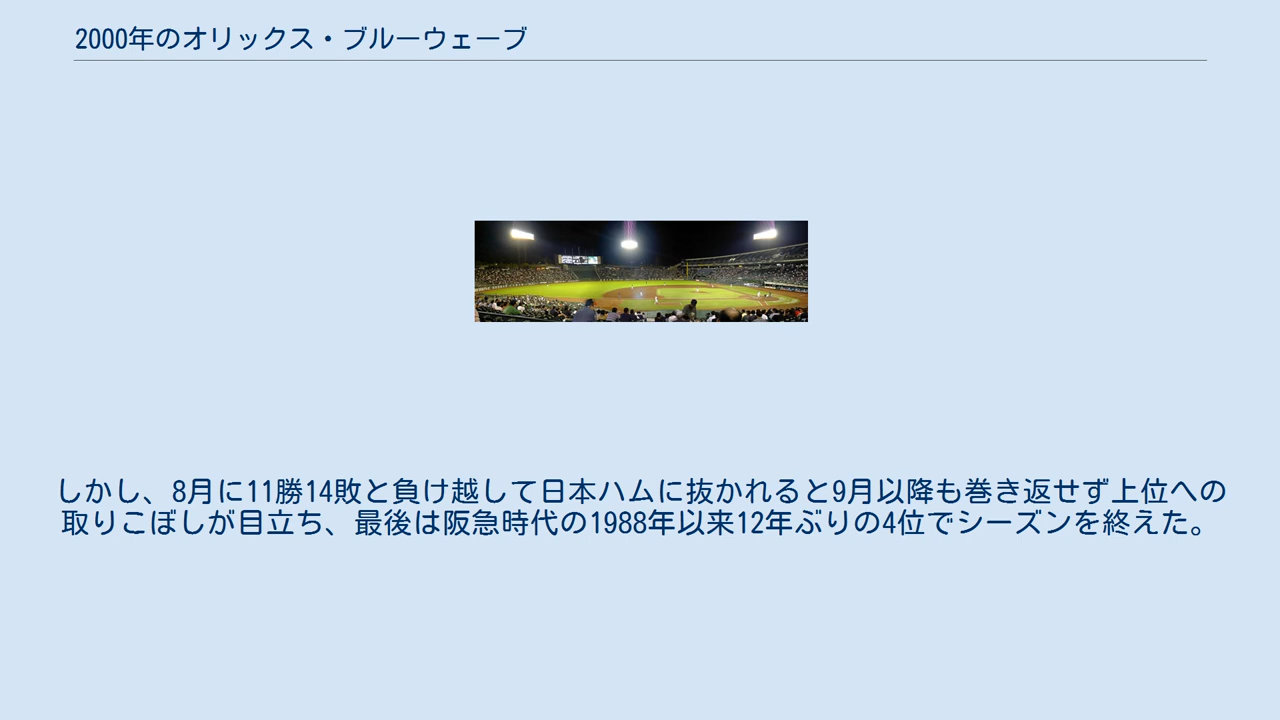 2000年のオリックス・ブルーウェーブ
しかし、8月に11勝14敗と負け越して日本ハムに抜かれると9月以降も巻き返せず上位への
取りこぼしが目立ち、最後は阪急時代の1988年以来12年ぶりの4位でシーズンを終えた。